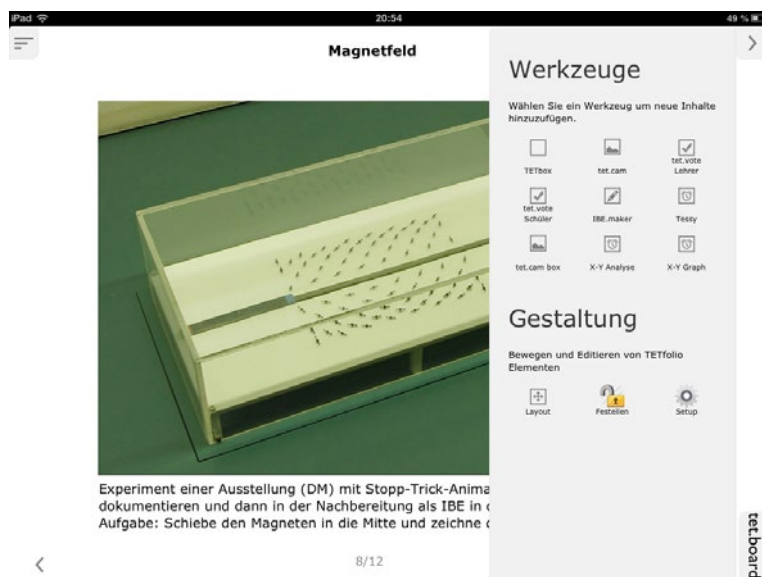 iPad
20:54
49 %
Magnetfeld
Werkzeuge
Wählen Sie ein Werkzeug um neue Inhalte
hinzuzufügen.
TETbox
tet.cam
tet.vote
Lehrer
tet.vote
Schüler
IBE.maker
Tessy
tet.cam box
X-Y Analyse
X-Y Graph
Gestaltung
Bewegen und Editieren von TETfolio
Elementen
Layout
Festellen
Setup
Experiment einer Ausstellung (DM) mit Stopp-Trick-Anima
dokumentieren und dann in der Nachbereitung als IBE in
Aufgabe: Schiebe den Magneten in die Mitte und zeichne
8/12
tet.board